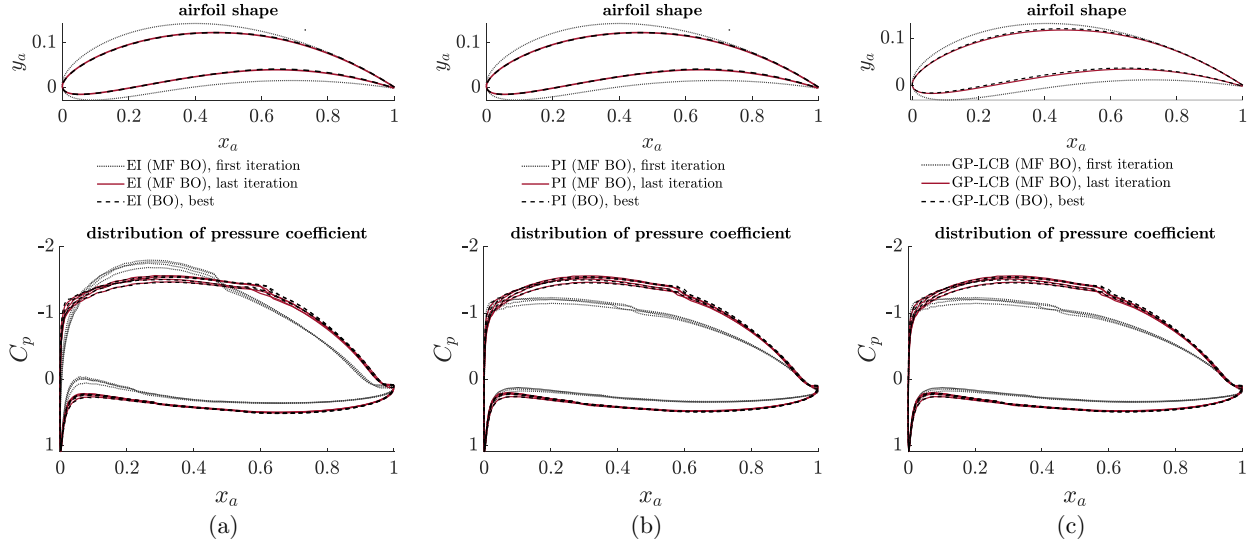 airfoil shape
0.1
0
y_a
0 0.2 0.4 0.6 0.8 1
x_a
EI (MF BO), first iteration
EI (MF BO), last iteration
EI (BO), best
distribution of pressure coefficient
-2
-1
0
1
C_p
0 0.2 0.4 0.6 0.8 1
x_a
(a)
airfoil shape
0.1
0
y_a
0 0.2 0.4 0.6 0.8 1
x_a
PI (MF BO), first iteration
PI (MF BO), last iteration
PI (BO), best
distribution of pressure coefficient
-2
-1
0
1
C_p
0 0.2 0.4 0.6 0.8 1
x_a
(b)
airfoil shape
0.1
0
y_a
0 0.2 0.4 0.6 0.8 1
x_a
GP-LCB (MF BO), first iteration
GP-LCB (MF BO), last iteration
GP-LCB (BO), best
distribution of pressure coefficient
-2
-1
0
1
C_p
0 0.2 0.4 0.6 0.8 1
x_a
(c)